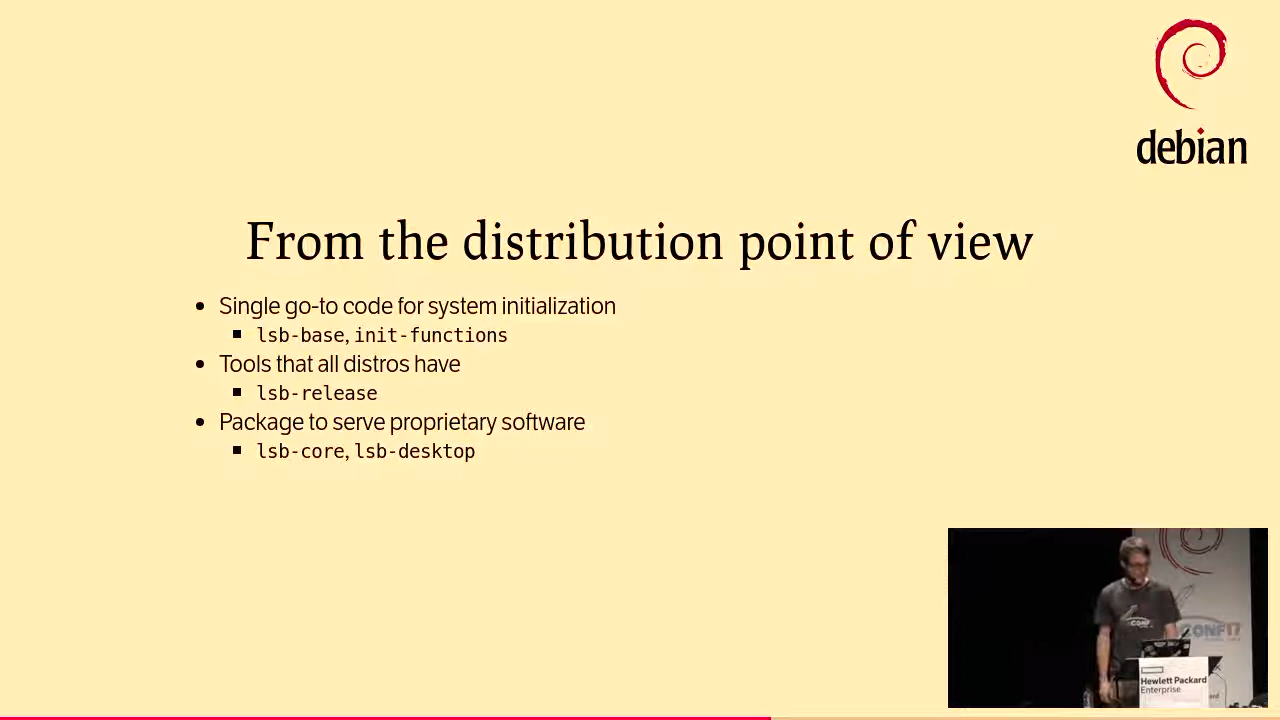 debian
From the distribution point of view
Single go-to code for system initialization
lsb-base, init-functions
Tools that all distros have
lsb-release
Package to serve proprietary software
lsb-core, lsb-desktop
CONF17
Hewlett Packard
Enterprise